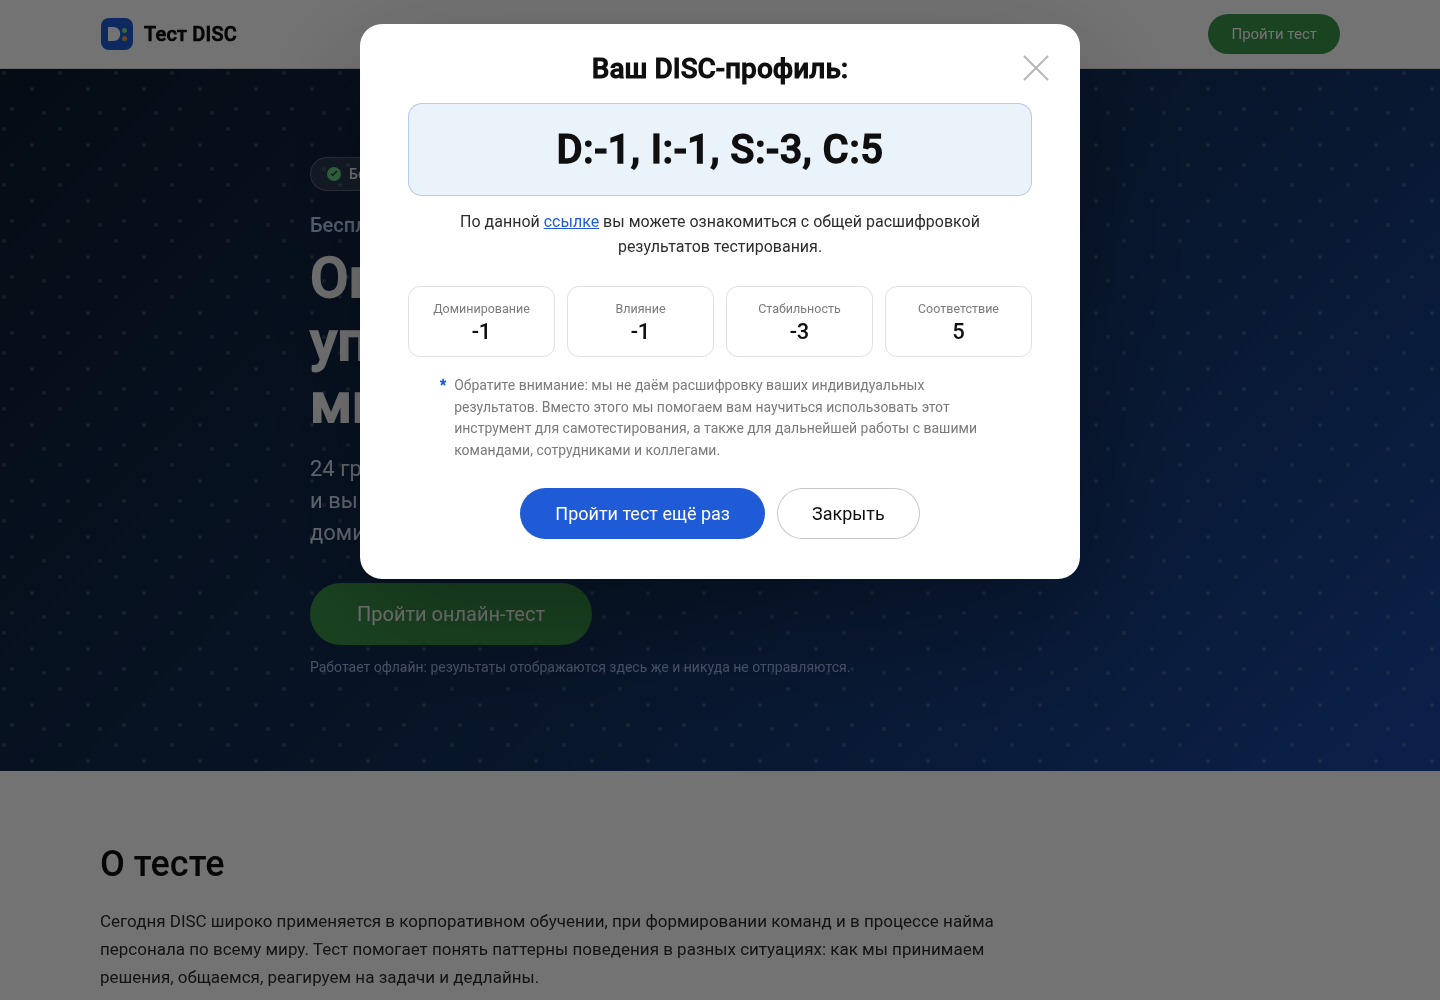 Тест DISC
Пройти тест
Ваш DISC-профиль:
D:-1, I:-1, S:-3, C:5
По данной ссылке вы можете ознакомиться с общей расшифровкой
результатов тестирования.
Доминирование
-1
Влияние
-1
Стабильность
-3
Соответствие
5
* Обратите внимание: мы не даём расшифровку ваших индивидуальных
результатов. Вместо этого мы помогаем вам научиться использовать этот
инструмент для самотестирования, а также для дальнейшей работы с вашими
командами, сотрудниками и коллегами.
Пройти тест ещё раз
Закрыть
24
и
Пройти онлайн-тест
Работает офлайн: результаты отображаются здесь же и никуда не отправляются.
О тесте
Сегодня DISC широко применяется в корпоративном обучении, при формировании команд и в процессе найма
персонала по всему миру. Тест помогает понять паттерны поведения в разных ситуациях: как мы принимаем
решения, общаемся, реагируем на задачи и дедлайны.